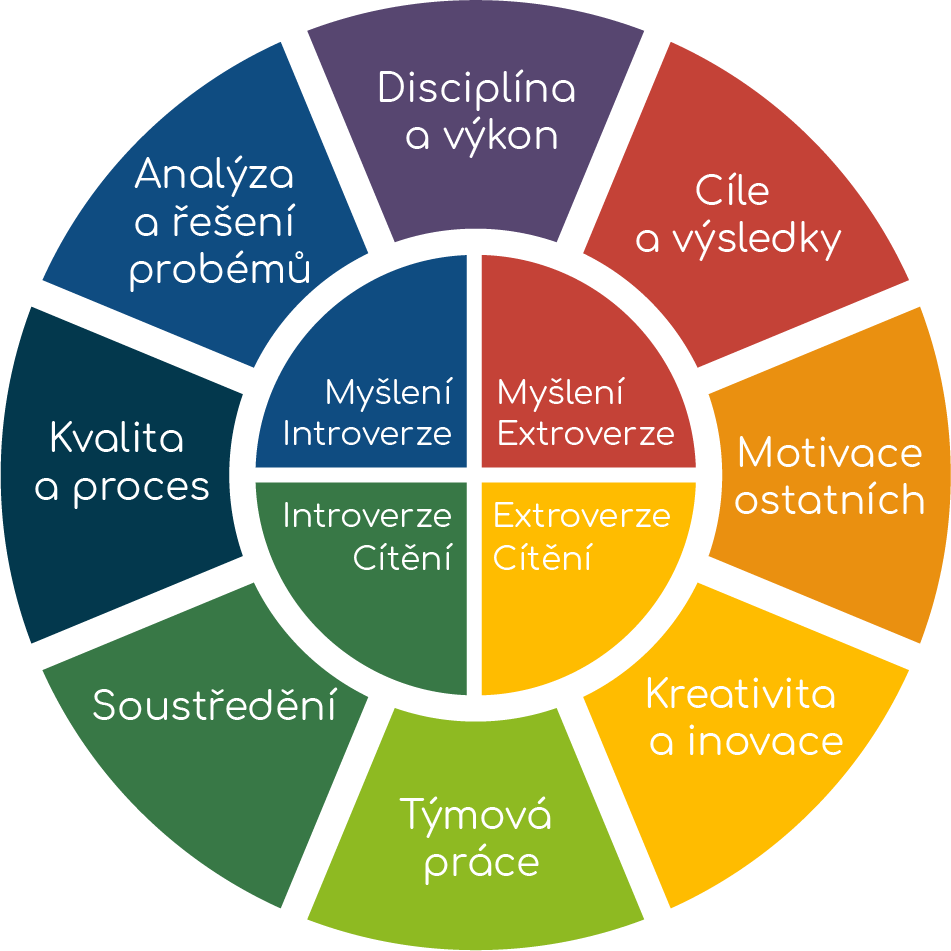 Disciplína
a výkon
Cíle
a výsledky
Motivace
ostatních
Kreativita
a inovace
Týmová
práce
Soustředění
Kvalita
a proces
Analýza
a řešení
probémů
Myšlení
Introverze
Myšlení
Extroverze
Introverze
Cítění
Extroverze
Cítění